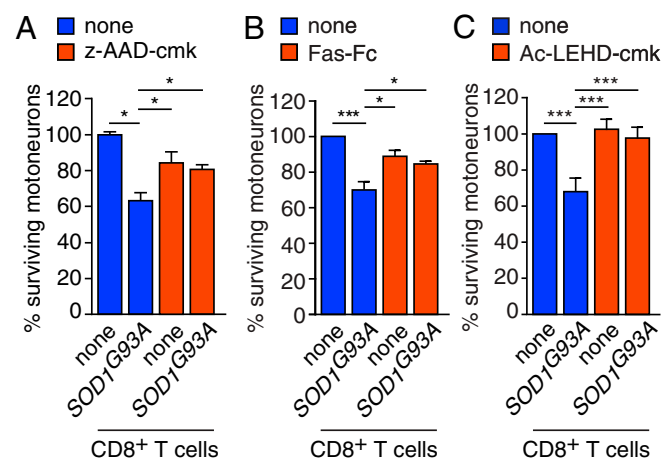 A
none
z-AAD-cmk
% surviving motoneurons
120
100
80
60
40
20
0
*
*
*
none
SOD1G93A
none
SOD1G93A
CD8+ T cells
B
none
Fas-Fc
% surviving motoneurons
120
100
80
60
40
20
0
***
*
*
none
SOD1G93A
none
SOD1G93A
CD8+ T cells
C
none
Ac-LEHD-cmk
% surviving motoneurons
120
100
80
60
40
20
0
***
***
***
none
SOD1G93A
none
SOD1G93A
CD8+ T cells